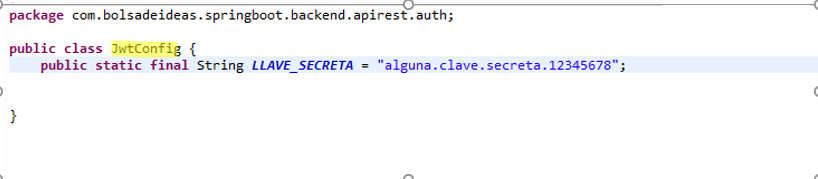 package com.bolsadeideas.springboot.backend.apirest.auth;
public class JwtConfig {
public static final String LLAVE_SECRETA = "alguna.clave.secreta.12345678";
}